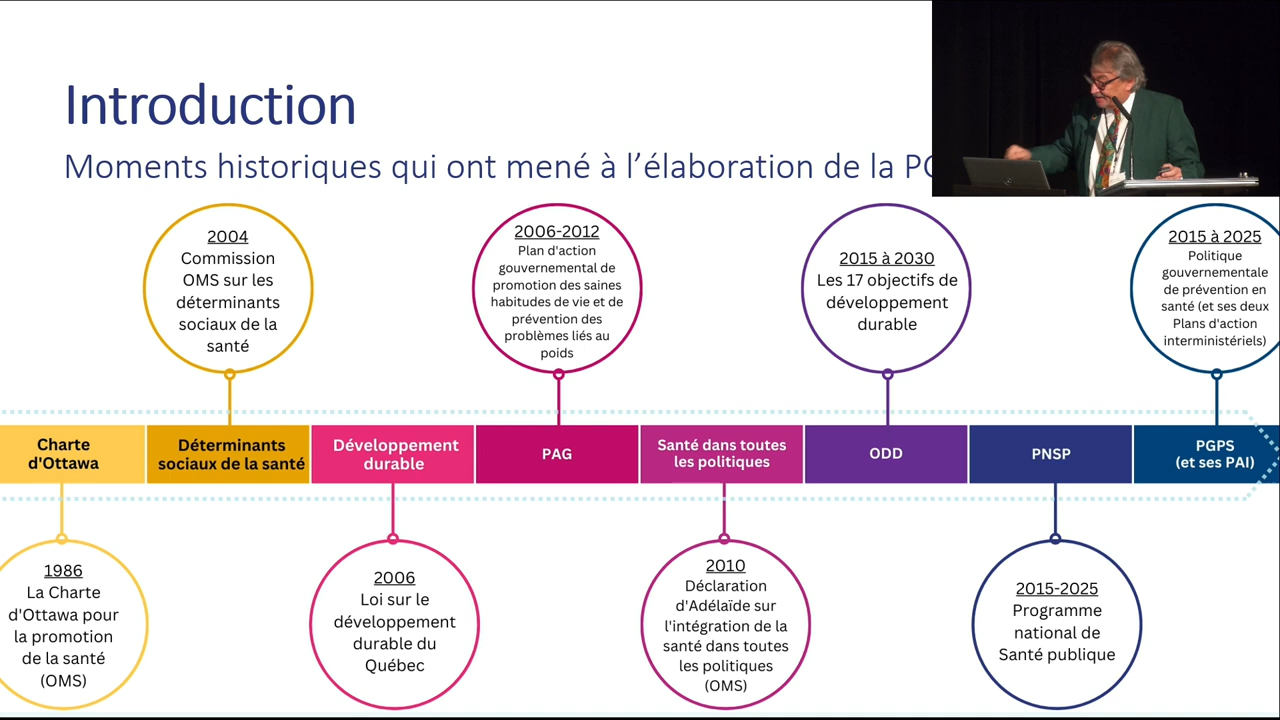 Introduction
Moments historiques qui ont mené à l'élaboration de la
2004
Commission
OMS sur les
déterminants
sociaux de la
santé
2006-2012
Plan d'action
gouvernemental de
promotion des saines
habitudes de vie et de
prévention des
problèmes liés au
poids
2015 à 2030
Les 17 objectifs de
développement
durable
2015 à 2025
Politique
gouvernementale
de prévention en
santé (et ses deux
Plans d'action
interministériels)
Charte
d'Ottawa
Déterminants
sociaux de la santé
Développement
durable
PAG
Santé dans toutes
les politiques
ODD
PNSP
PGPS
(et ses PAI)
1986
La Charte
d'Ottawa pour
la promotion
de la santé
(OMS)
2006
Loi sur le
développement
durable du
Québec
2010
Déclaration
d'Adélaïde sur
l'intégration de la
santé dans toutes
les politiques
(OMS)
2015-2025
Programme
national de
Santé publique